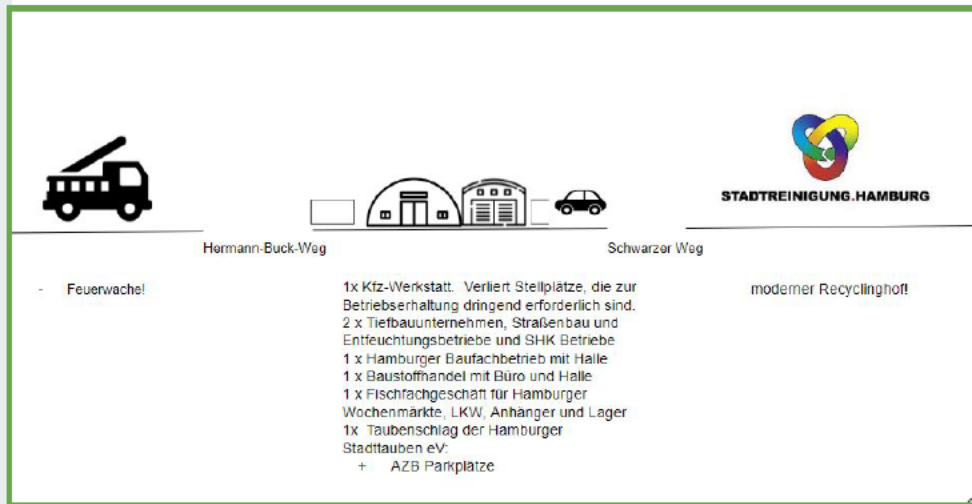 STADTREINIGUNG.HAMBURG
Hermann-Buck-Weg
Schwarzer Weg
- Feuerwache!
1x Kfz-Werkstatt. Verliert Stellplätze, die zur
Betriebserhaltung dringend erforderlich sind.
2 x Tiefbauunternehmen, Straßenbau und
Entfeuchtungsbetriebe und SHK Betriebe
1 x Hamburger Baufachbetrieb mit Halle
1 x Baustoffhandel mit Büro und Halle
1 x Fischfachgeschäft für Hamburger
Wochenmärkte, LKW, Anhänger und Lager
1x Taubenschlag der Hamburger
Stadttauben eV:
+ AZB Parkplätze
moderner Recyclinghof!